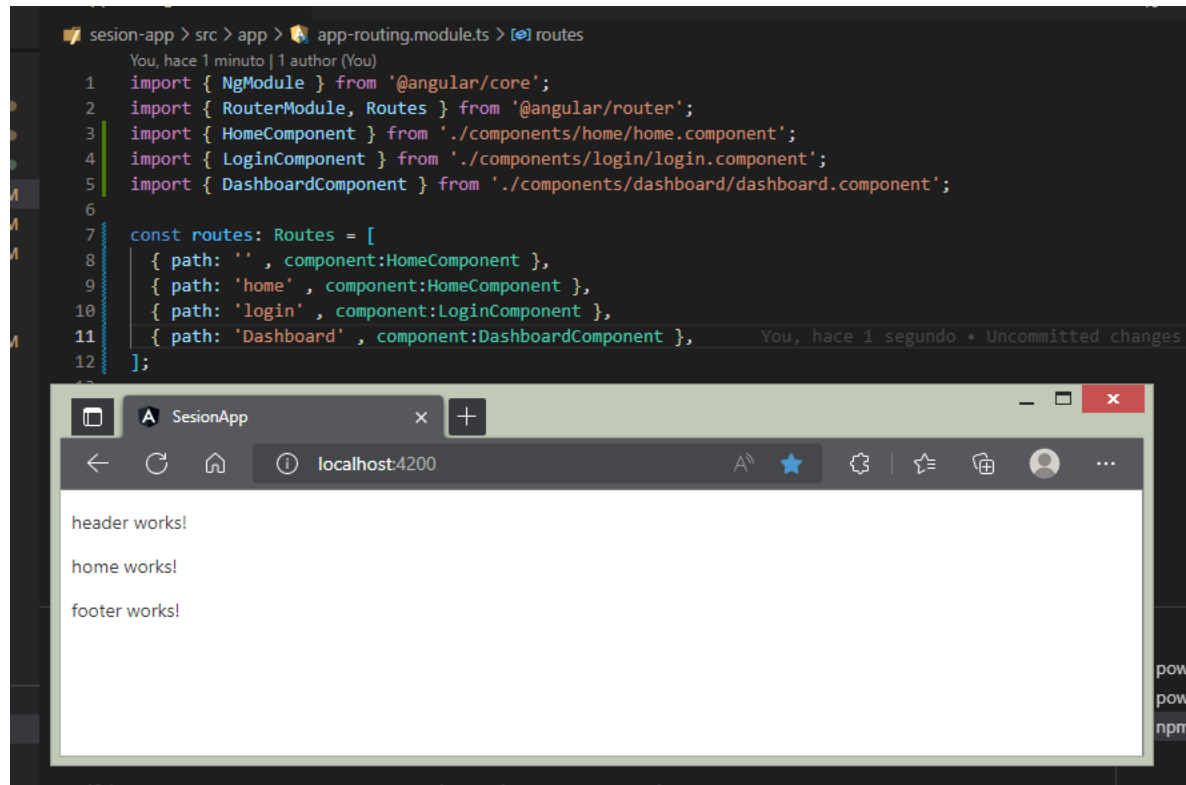 sesion-app > src > app > app-routing.module.ts > routes
You, hace 1 minuto | 1 author (You)
1 import { NgModule } from '@angular/core';
2 import { RouterModule, Routes } from '@angular/router';
3 import { HomeComponent } from './components/home/home.component';
4 import { LoginComponent } from './components/login/login.component';
5 import { DashboardComponent } from './components/dashboard/dashboard.component';
6
7 const routes: Routes = [
8 { path: '' , component:HomeComponent },
9 { path: 'home' , component:HomeComponent },
10 { path: 'login' , component:LoginComponent },
11 { path: 'Dashboard' , component:DashboardComponent }, You, hace 1 segundo • Uncommitted changes
12 ];
M
M
M
M
SesionApp
localhost:4200
header works!
home works!
footer works!
pow
pow
npm